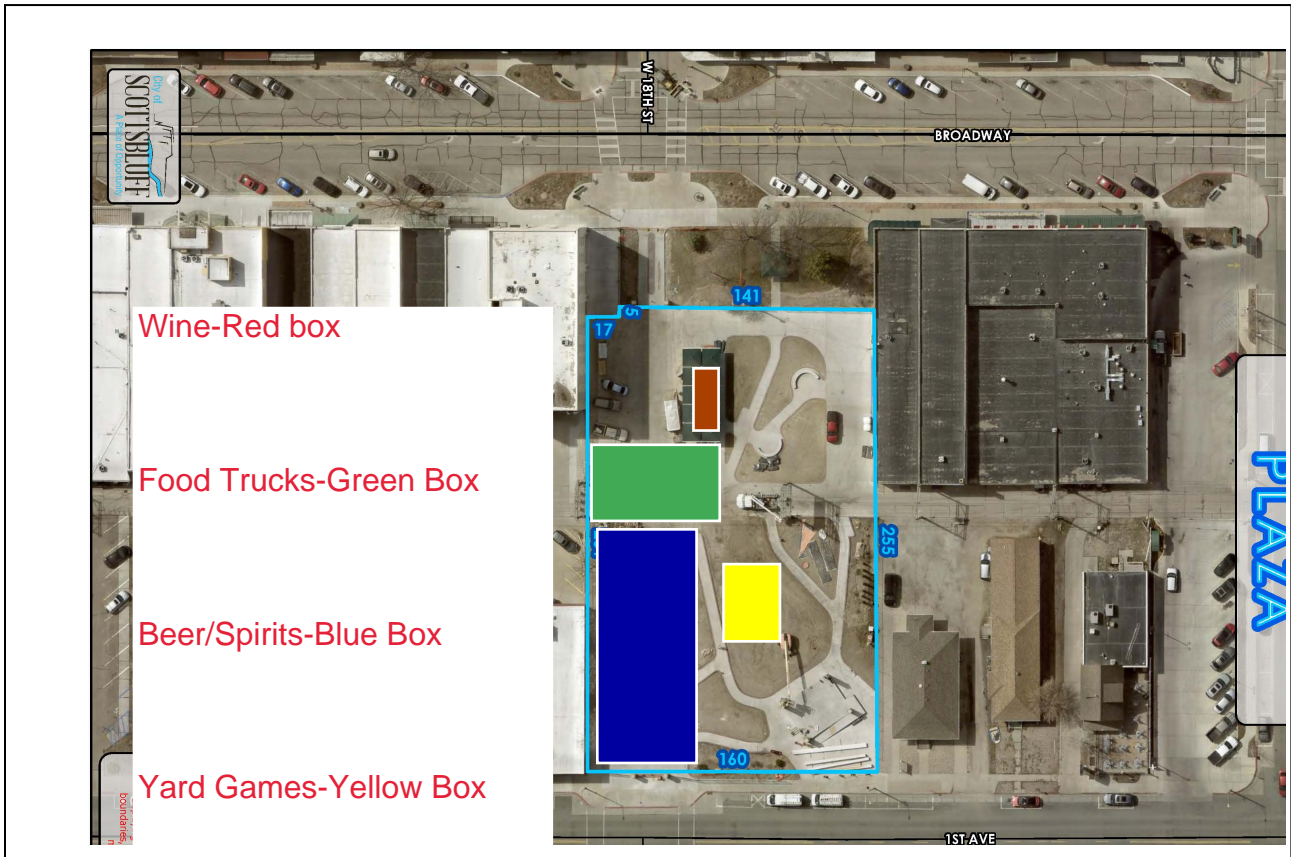 City of
SCOTTSBLUFF
A Place of Opportunity
W 18TH ST
BROADWAY
Wine-Red box
Food Trucks-Green Box
Beer/Spirits-Blue Box
Yard Games-Yellow Box
141
5
17
255
160
PLAZA
boundaries,
1ST AVE